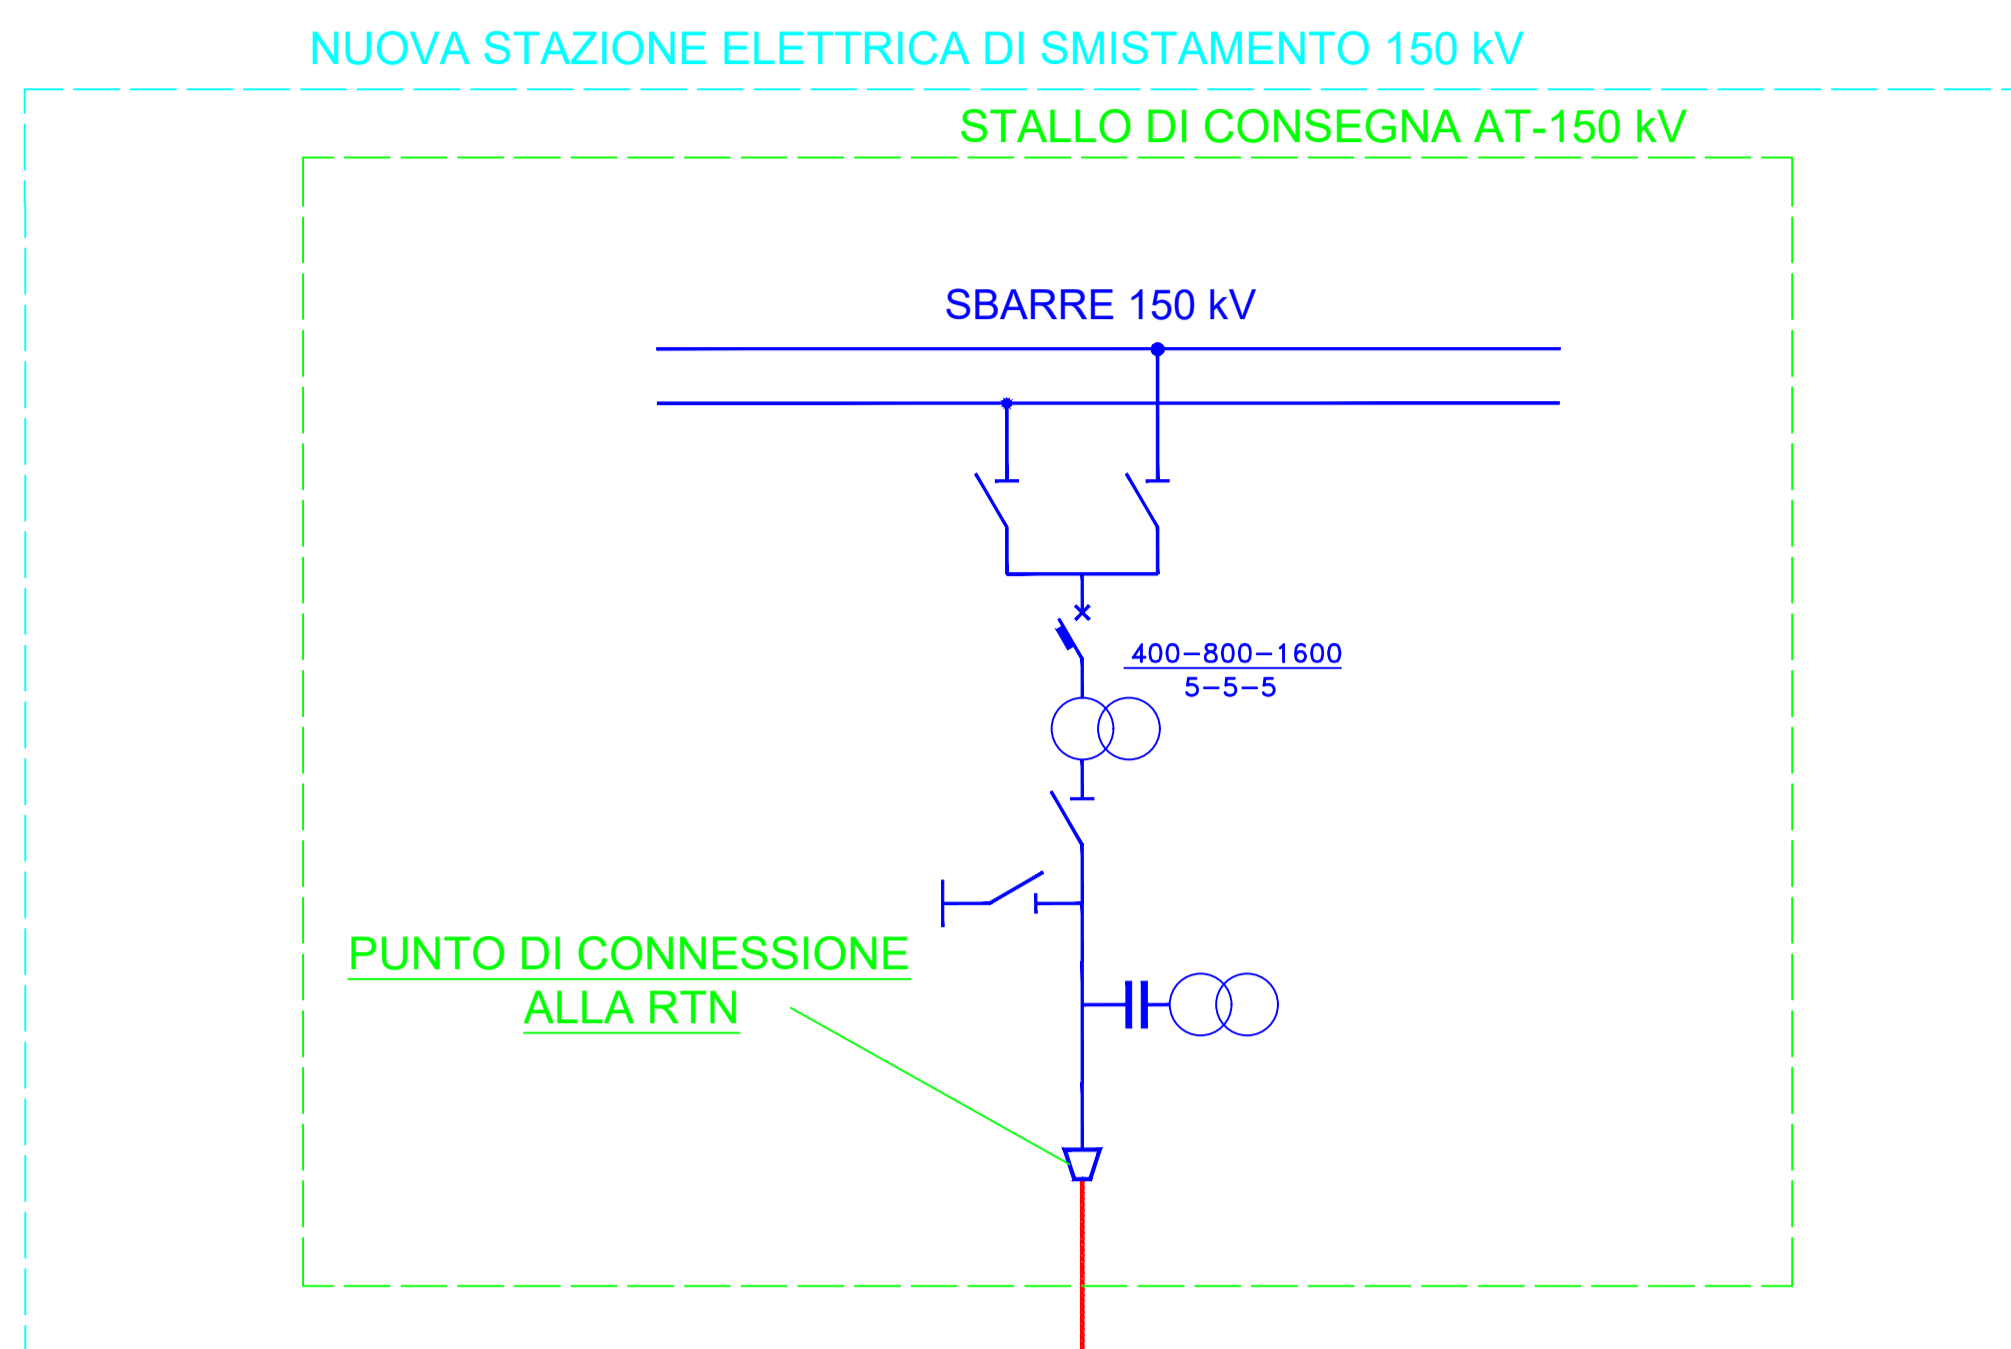 NUOVA STAZIONE ELETTRICA DI SMISTAMENTO 150 kV
STALLO DI CONSEGNA AT-150 kV
SBARRE 150 kV
400-800-1600
5-5-5
PUNTO DI CONNESSIONE
ALLA RTN